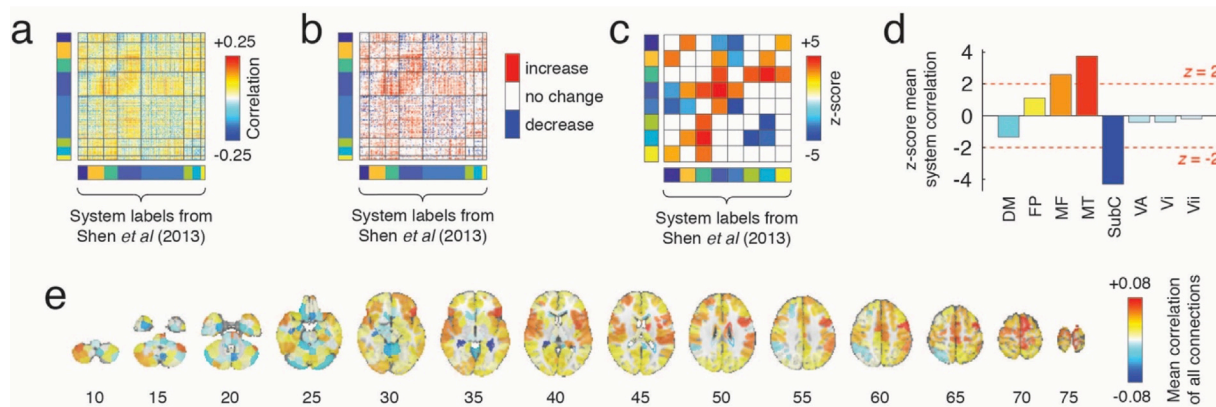 a
+0.25
Correlation
-0.25
System labels from
Shen et al (2013)
b
increase
no change
decrease
System labels from
Shen et al (2013)
c
+5
z-score
-5
System labels from
Shen et al (2013)
d
z-score mean
system correlation
4
2
0
-2
-4
z = 2
z = -2
DM
FP
MF
MT
SubC
VA
Vi
Vii
e
10
15
20
25
30
35
40
45
50
55
60
65
70
75
+0.08
Mean correlation
of all connections
-0.08